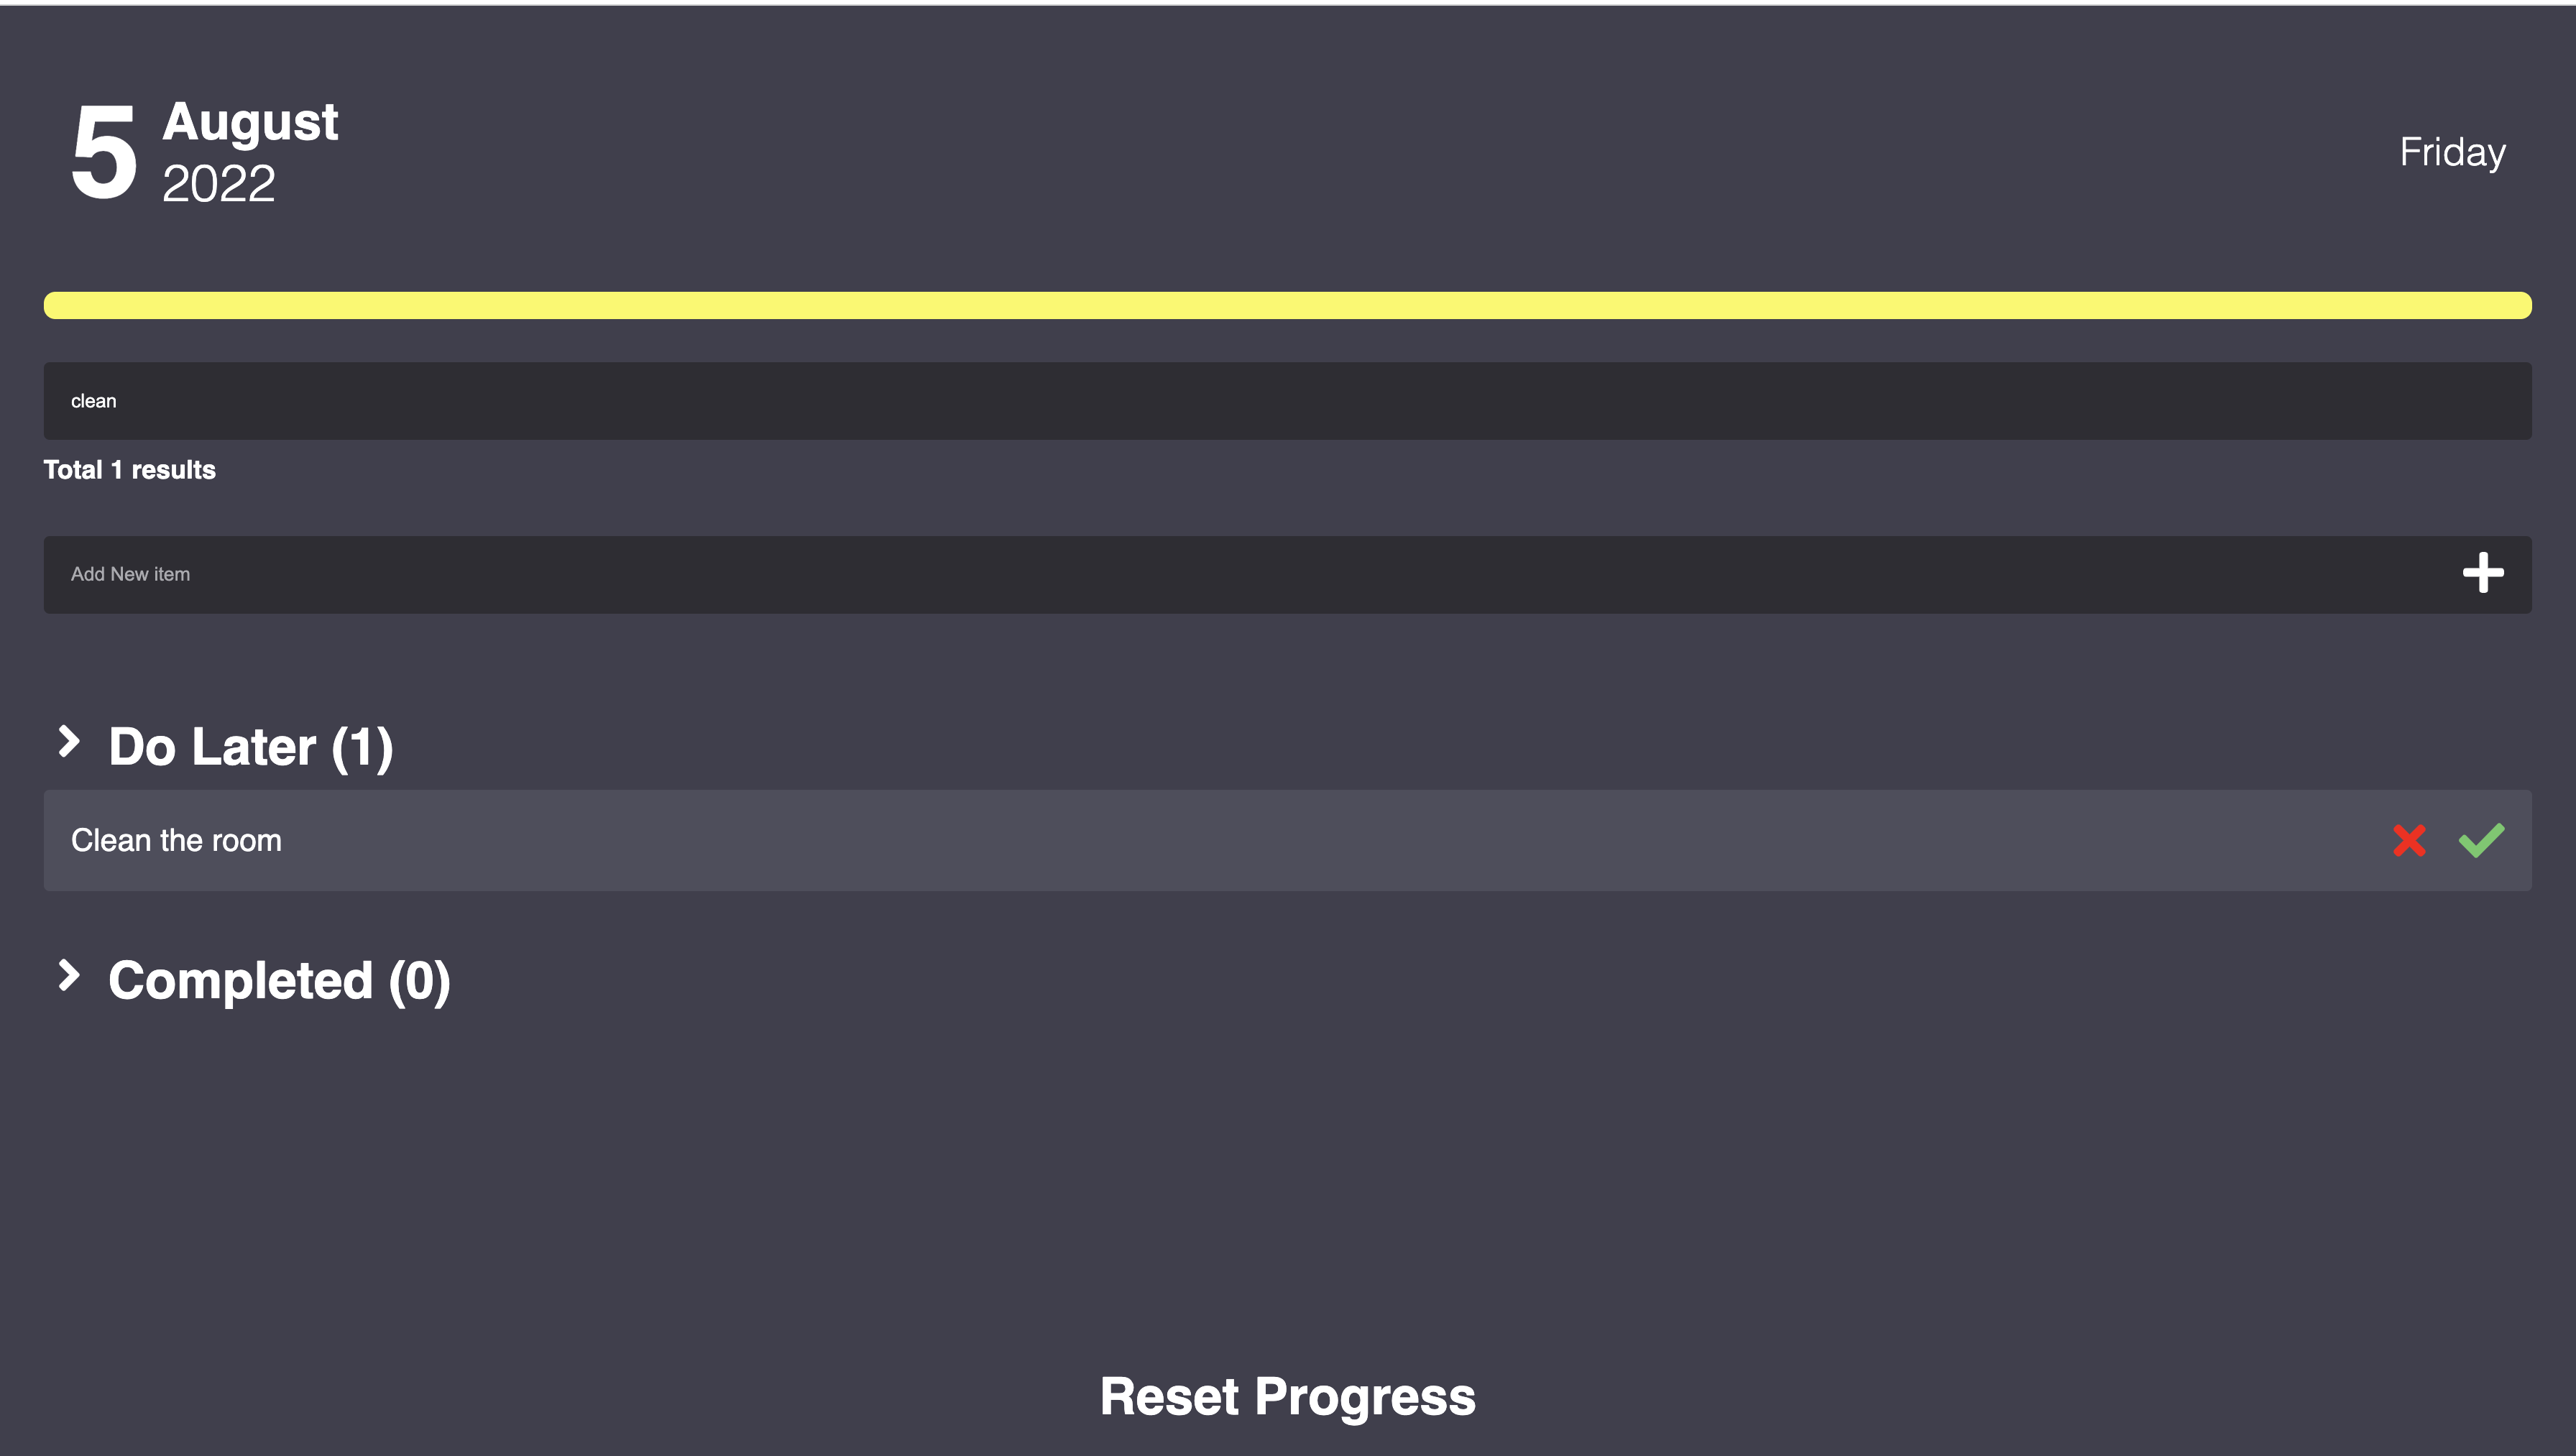 5
August
2022
Friday
clean
Total 1 results
Add New item
Do Later (1)
Clean the room
Completed (0)
Reset Progress